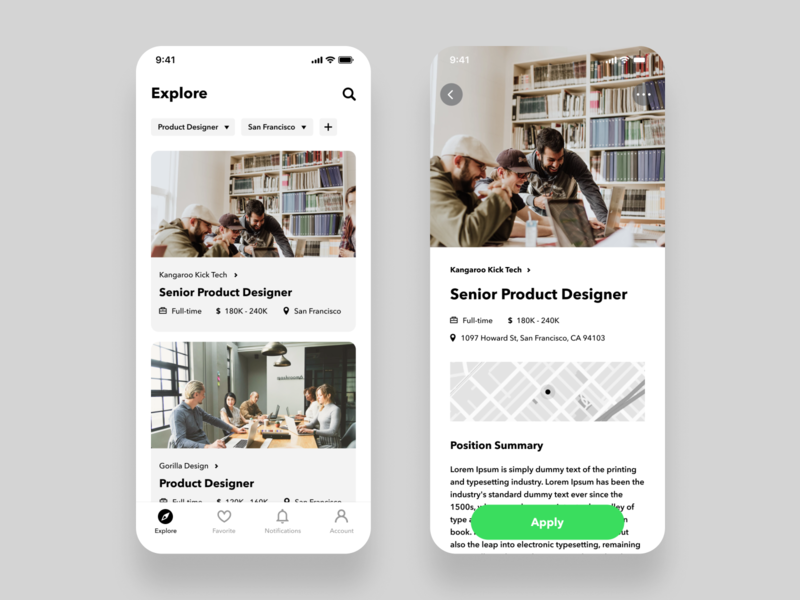 9:41
Explore
Product Designer
San Francisco
Kangaroo Kick Tech
Senior Product Designer
Full-time
$ 180K - 240K
San Francisco
Gorilla Design
Product Designer
Full-time
$ 120K - 160K
San Francisco
Explore
Favorite
Notifications
Account
9:41
Kangaroo Kick Tech
Senior Product Designer
Full-time
$ 180K - 240K
1097 Howard St, San Francisco, CA 94103
Position Summary
Lorem Ipsum is simply dummy text of the printing
and typesetting industry. Lorem Ipsum has been the
industry's standard dummy text ever since the
1500s,
type
book.
also the leap into electronic typesetting, remaining
Apply